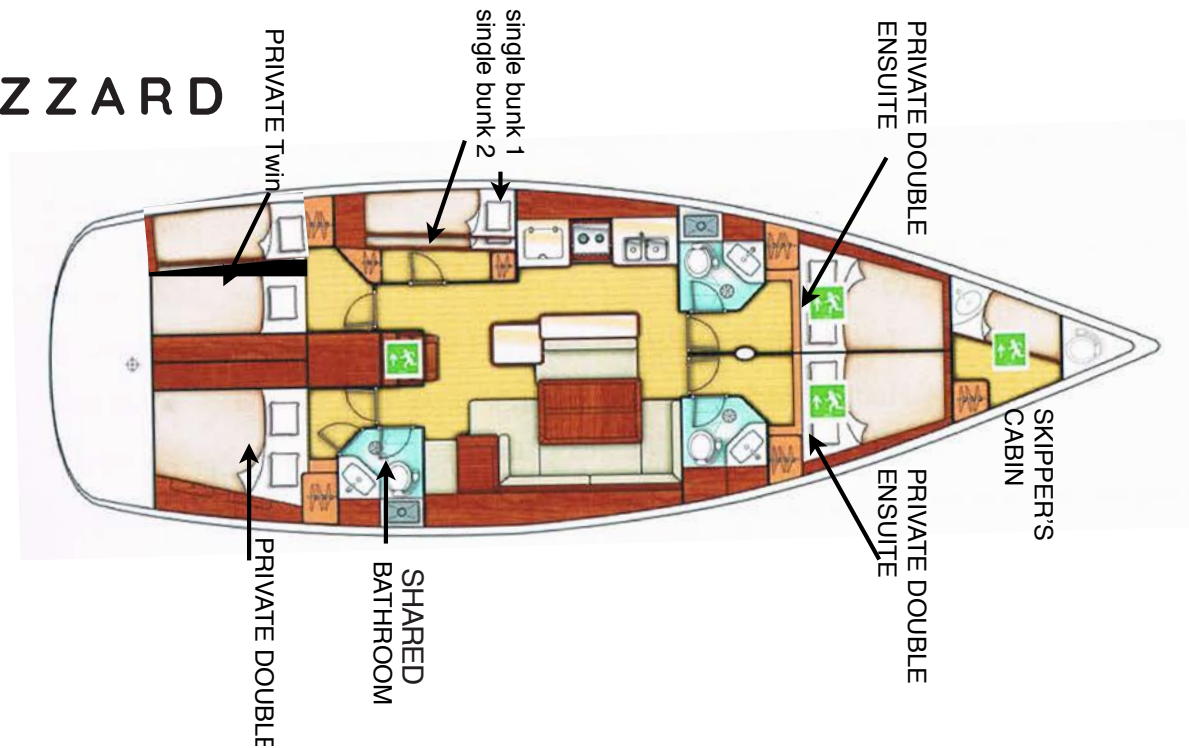 ZZARD
PRIVATE Twin
single bunk 1
single bunk 2
PRIVATE DOUBLE
ENSUITE
SKIPPER'S
CABIN
PRIVATE DOUBLE
ENSUITE
SHARED
BATHROOM
PRIVATE DOUBLE